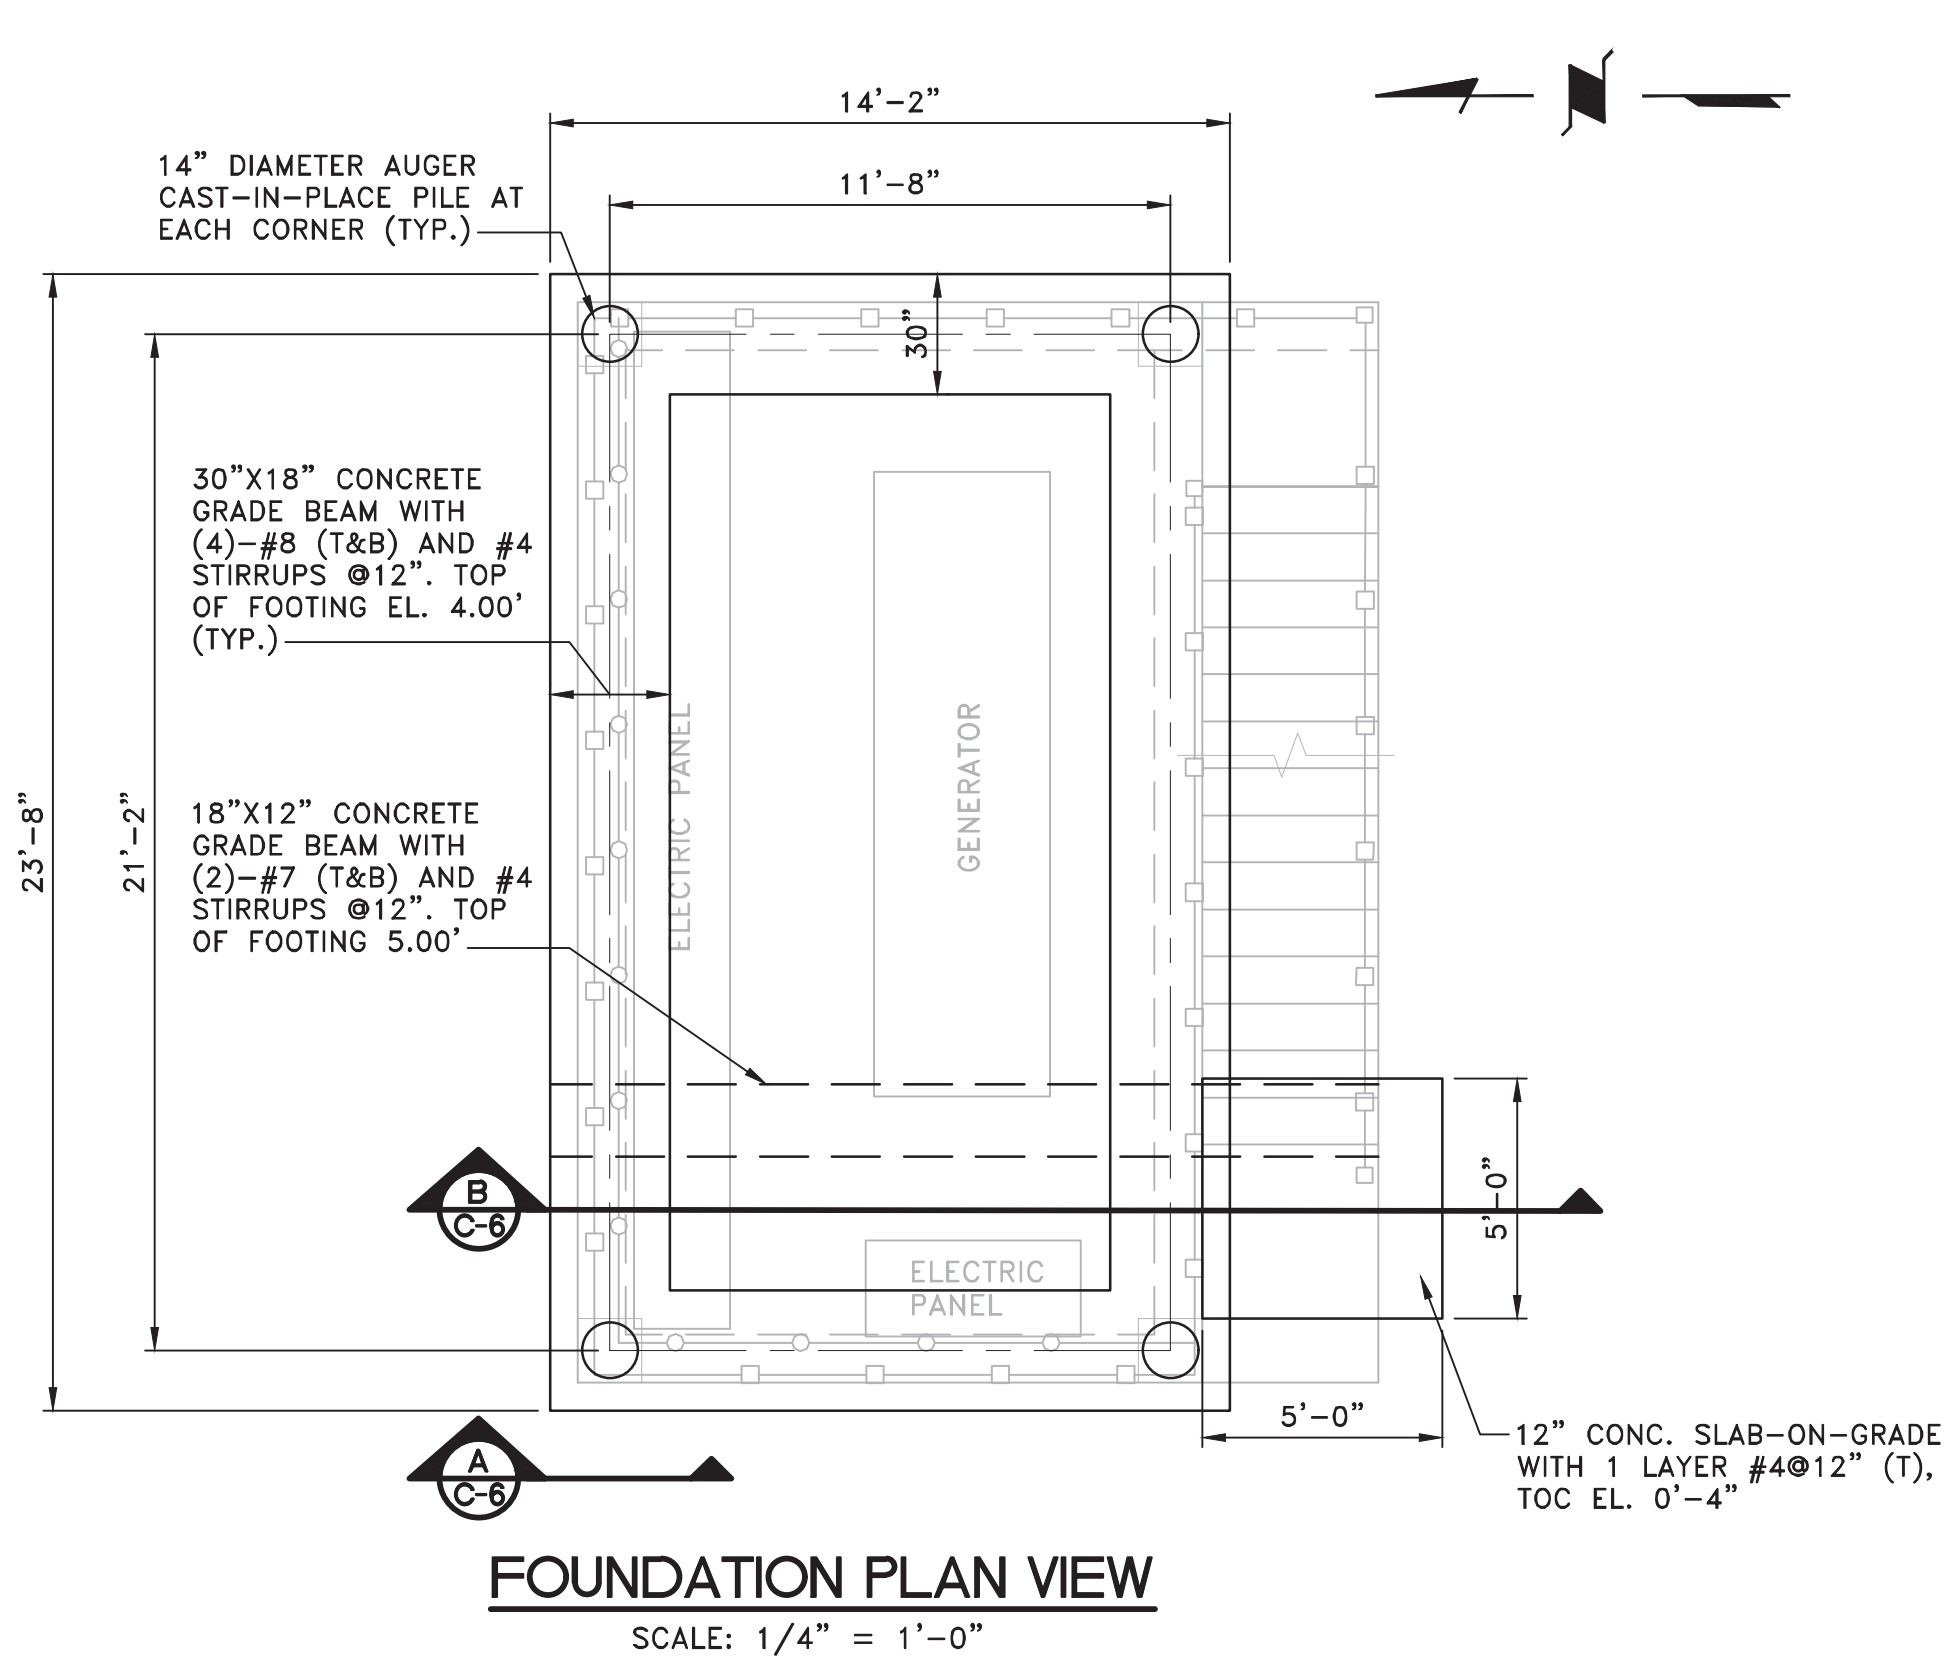 14'-2"
11'-8"
N
14" DIAMETER AUGER
CAST-IN-PLACE PILE AT
EACH CORNER (TYP.)
30"
30"X18" CONCRETE
GRADE BEAM WITH
(4)-#8 (T&B) AND #4
STIRRUPS @12". TOP
OF FOOTING EL. 4.00'
(TYP.)
23'-8"
21'-2"
18"X12" CONCRETE
GRADE BEAM WITH
(2)-#7 (T&B) AND #4
STIRRUPS @12". TOP
OF FOOTING 5.00'
ELECTRIC PANEL
GENERATOR
B
C-6
5'-0"
ELECTRIC
PANEL
5'-0"
A
C-6
12" CONC. SLAB-ON-GRADE
WITH 1 LAYER #4@12" (T),
TOC EL. 0'-4"
FOUNDATION PLAN VIEW
SCALE: 1/4" = 1'-0"